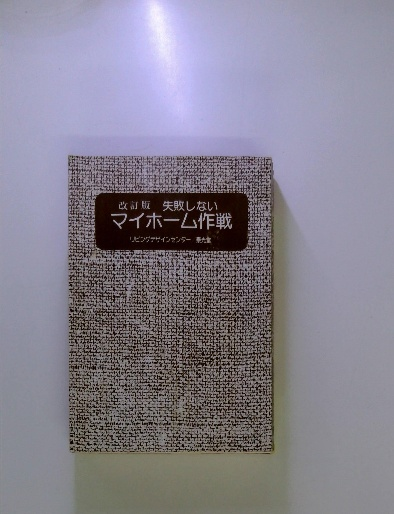 改訂版 失敗しない
マイホーム作戦
リビングデザインセンター